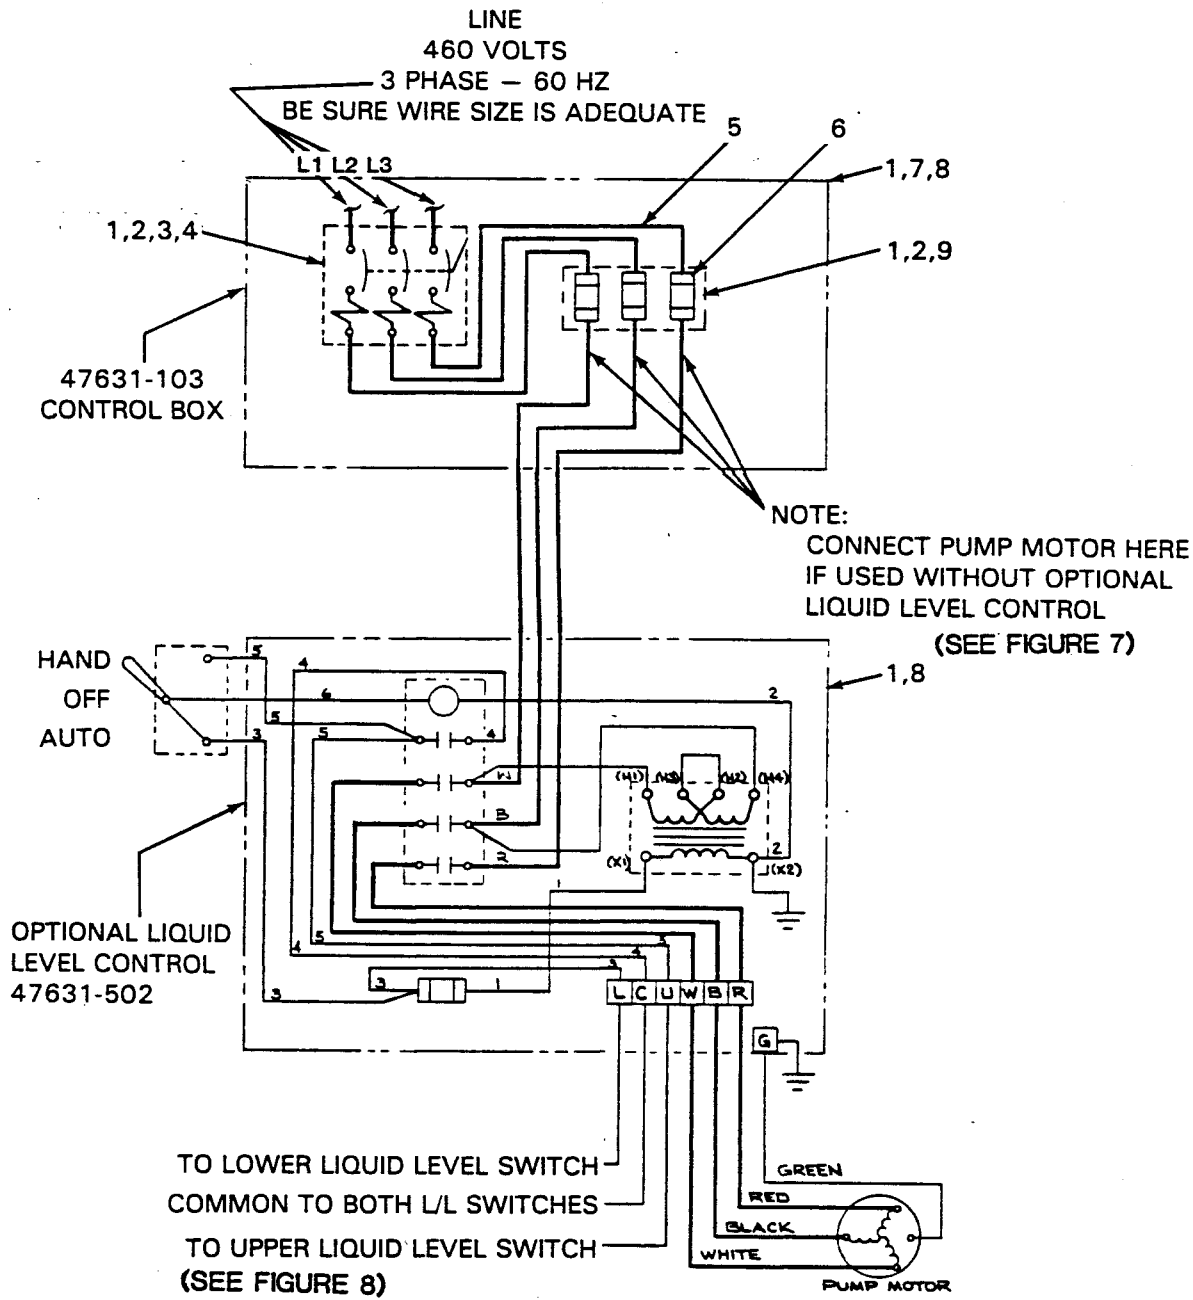 LINE
460 VOLTS
3 PHASE — 60 HZ
BE SURE WIRE SIZE IS ADEQUATE
L1 L2 L3
5
6
1,7,8
1,2,3,4
1,2,9
47631-103
CONTROL BOX
NOTE:
CONNECT PUMP MOTOR HERE
IF USED WITHOUT OPTIONAL
LIQUID LEVEL CONTROL
(SEE FIGURE 7)
HAND
OFF
AUTO
5
4
6
2
1,8
5
3
5
4
W
(H1) (H3) (H2) (H4)
B
R
(X1)
2
(X2)
OPTIONAL LIQUID
LEVEL CONTROL
47631-502
5
5
4
4
3
3
1
3
L C U W B R
G
TO LOWER LIQUID LEVEL SWITCH
COMMON TO BOTH L/L SWITCHES
TO UPPER LIQUID LEVEL SWITCH
(SEE FIGURE 8)
GREEN
RED
BLACK
WHITE
PUMP MOTOR